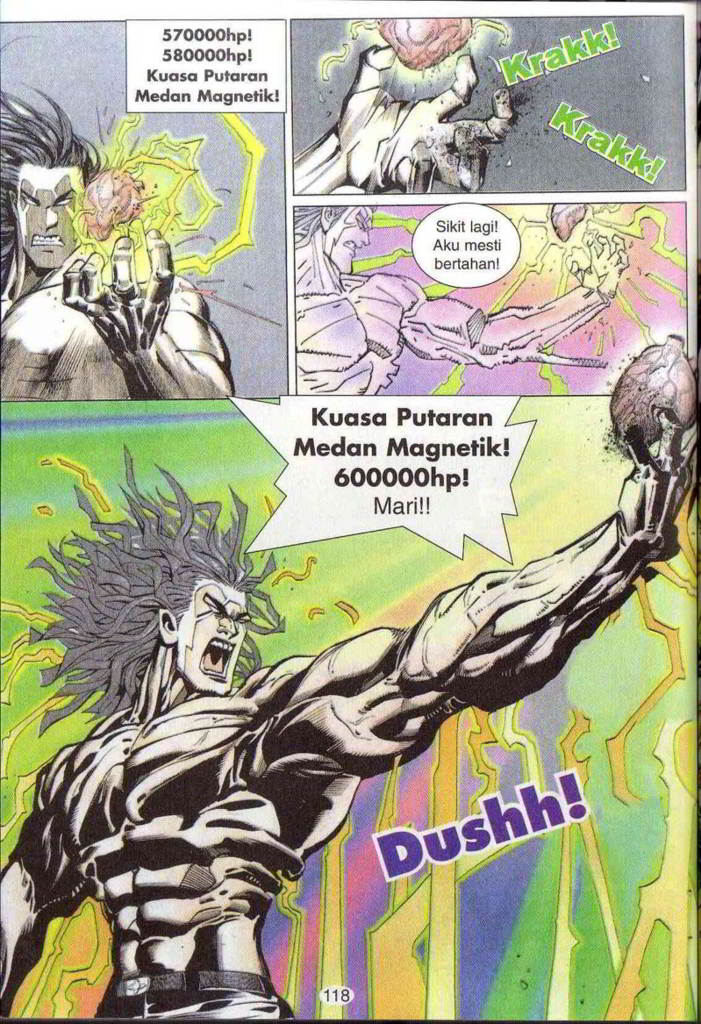 570000hp!
580000hp!
Kuasa Putaran
Medan Magnetik!
Krakk!
Krakk!
Sikit lagi!
Aku mesti
bertahan!
Kuasa Putaran
Medan Magnetik!
600000hp!
Mari!!
Dushh!
118